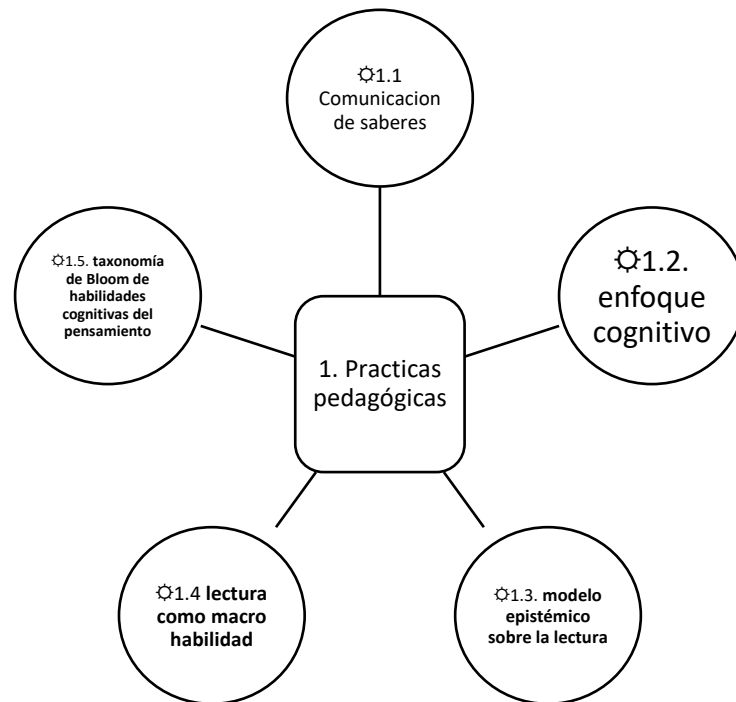 ☼1.1
Comunicacion
de saberes
☼1.2.
enfoque
cognitivo
☼1.5. taxonomía
de Bloom de
habilidades
cognitivas del
pensamiento
1. Practicas
pedagógicas
☼1.4 lectura
como macro
habilidad
☼1.3. modelo
epistémico
sobre la lectura